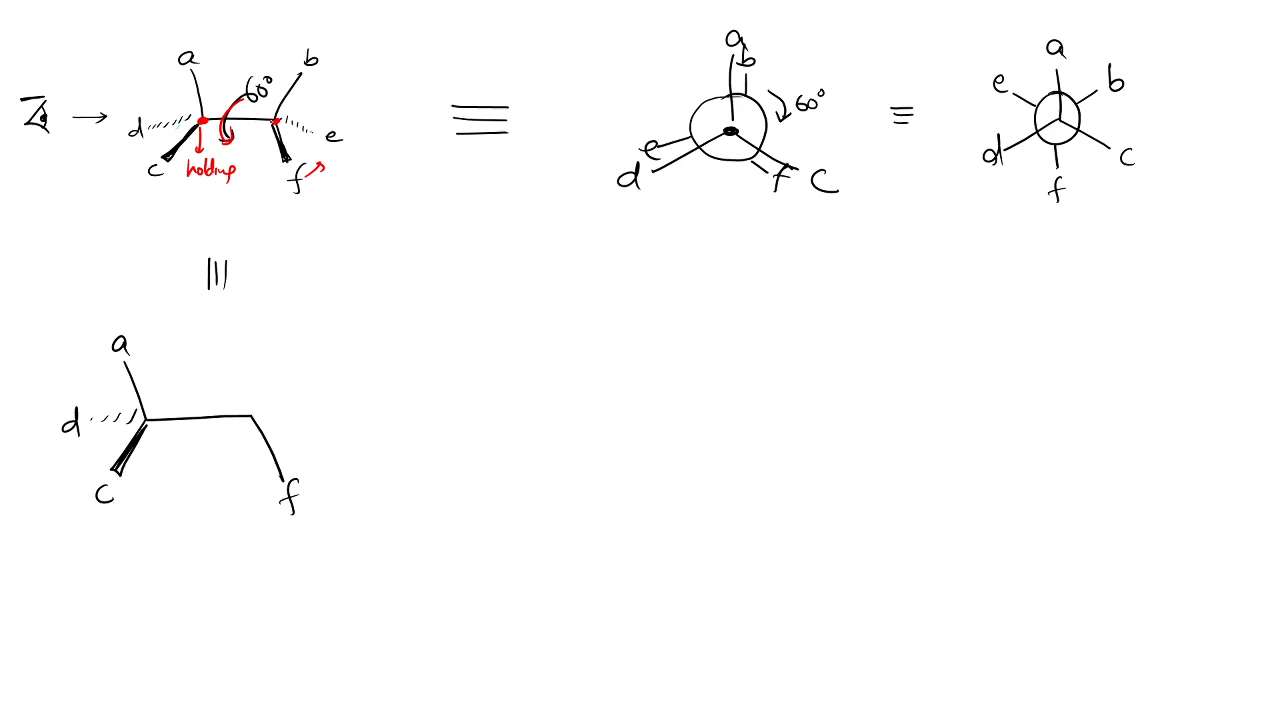 a b 60° d e c holding f
a b 60° e d f c
a e b d c f
a
d
c f